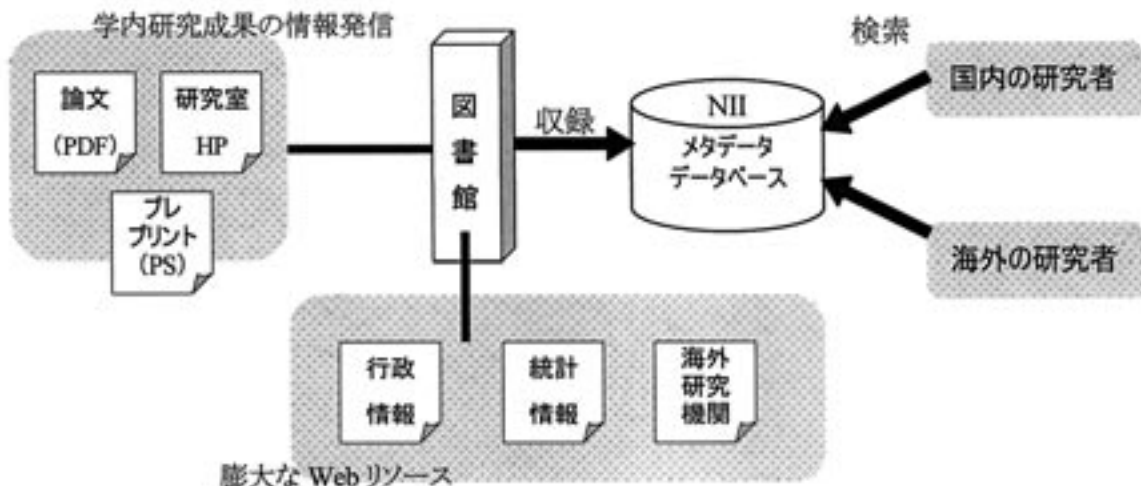 学内研究成果の情報発信
論文
(PDF)
研究室
HP
プレ
プリント
(PS)
図
書
館
収録
NII
メタデータ
データベース
検索
国内の研究者
海外の研究者
行政
情報
統計
情報
海外
研究
機関
膨大な Web リソース